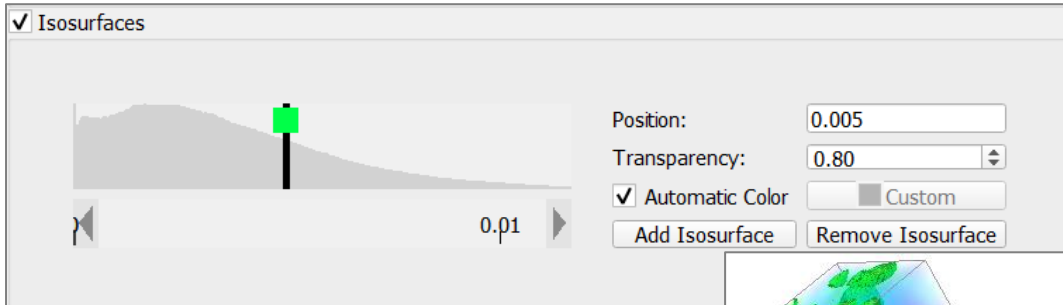 Isosurfaces
Position: 0.005
Transparency: 0.80
Automatic Color Custom
0.01
Add Isosurface Remove Isosurface